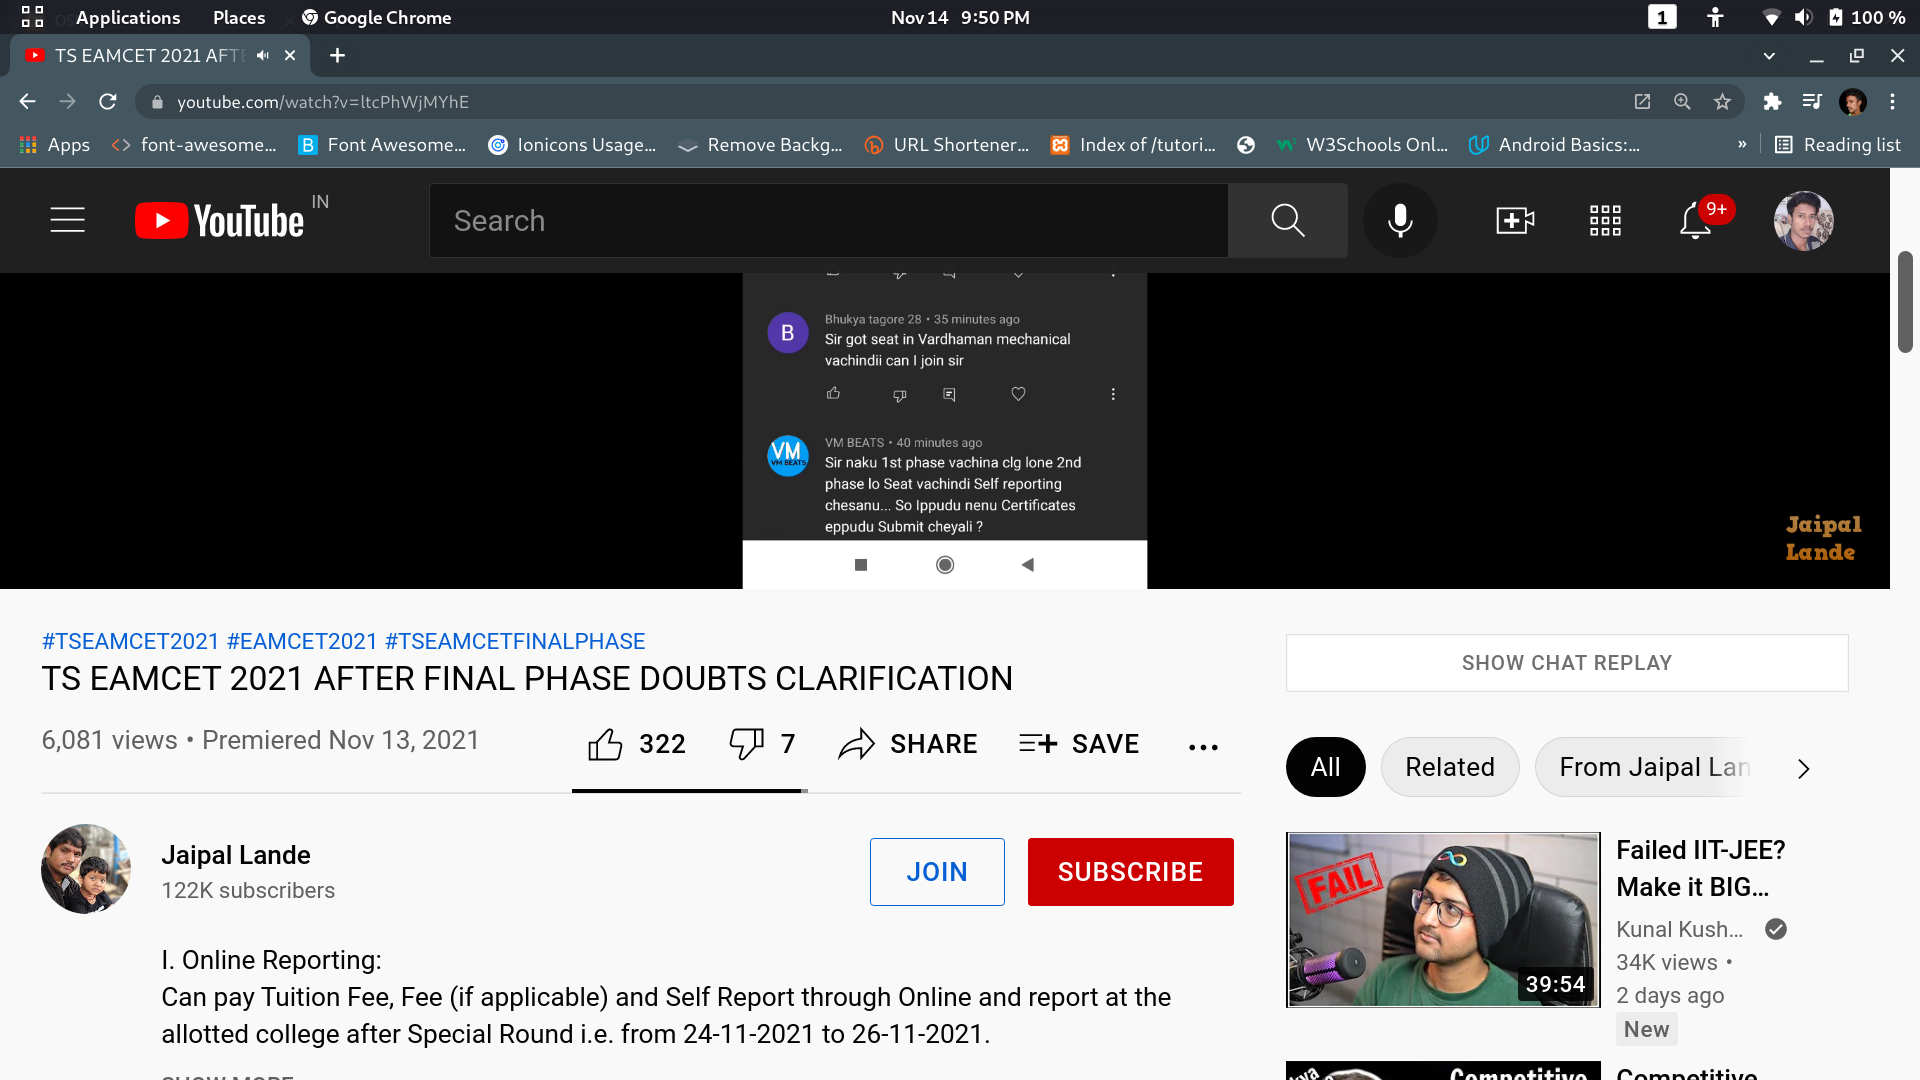 Applications Places Google Chrome Nov 14 9:50 PM 1 100 %
TS EAMCET 2021 AFTE
youtube.com/watch?v=ltcPhWjMYhE
Apps font-awesome... B Font Awesome... Ionicons Usage... Remove Backg... URL Shortener... Index of /tutori... W3Schools Onl... Android Basics:... » Reading list
YouTube IN Search 9+
Bhukya tagore 28 • 35 minutes ago
B
Sir got seat in Vardhaman mechanical
vachindii can I join sir
VM BEATS • 40 minutes ago
VM
VM BEATS
Sir naku 1st phase vachina clg lone 2nd
phase lo Seat vachindi Self reporting
chesanu... So Ippudu nenu Certificates
eppudu Submit cheyali ?
Jaipal
Lande
#TSEAMCET2021 #EAMCET2021 #TSEAMCETFINALPHASE
TS EAMCET 2021 AFTER FINAL PHASE DOUBTS CLARIFICATION
6,081 views • Premiered Nov 13, 2021
322 7 SHARE SAVE
Jaipal Lande
122K subscribers
JOIN SUBSCRIBE
I. Online Reporting:
Can pay Tuition Fee, Fee (if applicable) and Self Report through Online and report at the
allotted college after Special Round i.e. from 24-11-2021 to 26-11-2021.
SHOW MORE
SHOW CHAT REPLAY
All Related From Jaipal Lan
FAIL
39:54
Failed IIT-JEE?
Make it BIG...
Kunal Kush...
34K views •
2 days ago
New
Competitive
Competitive